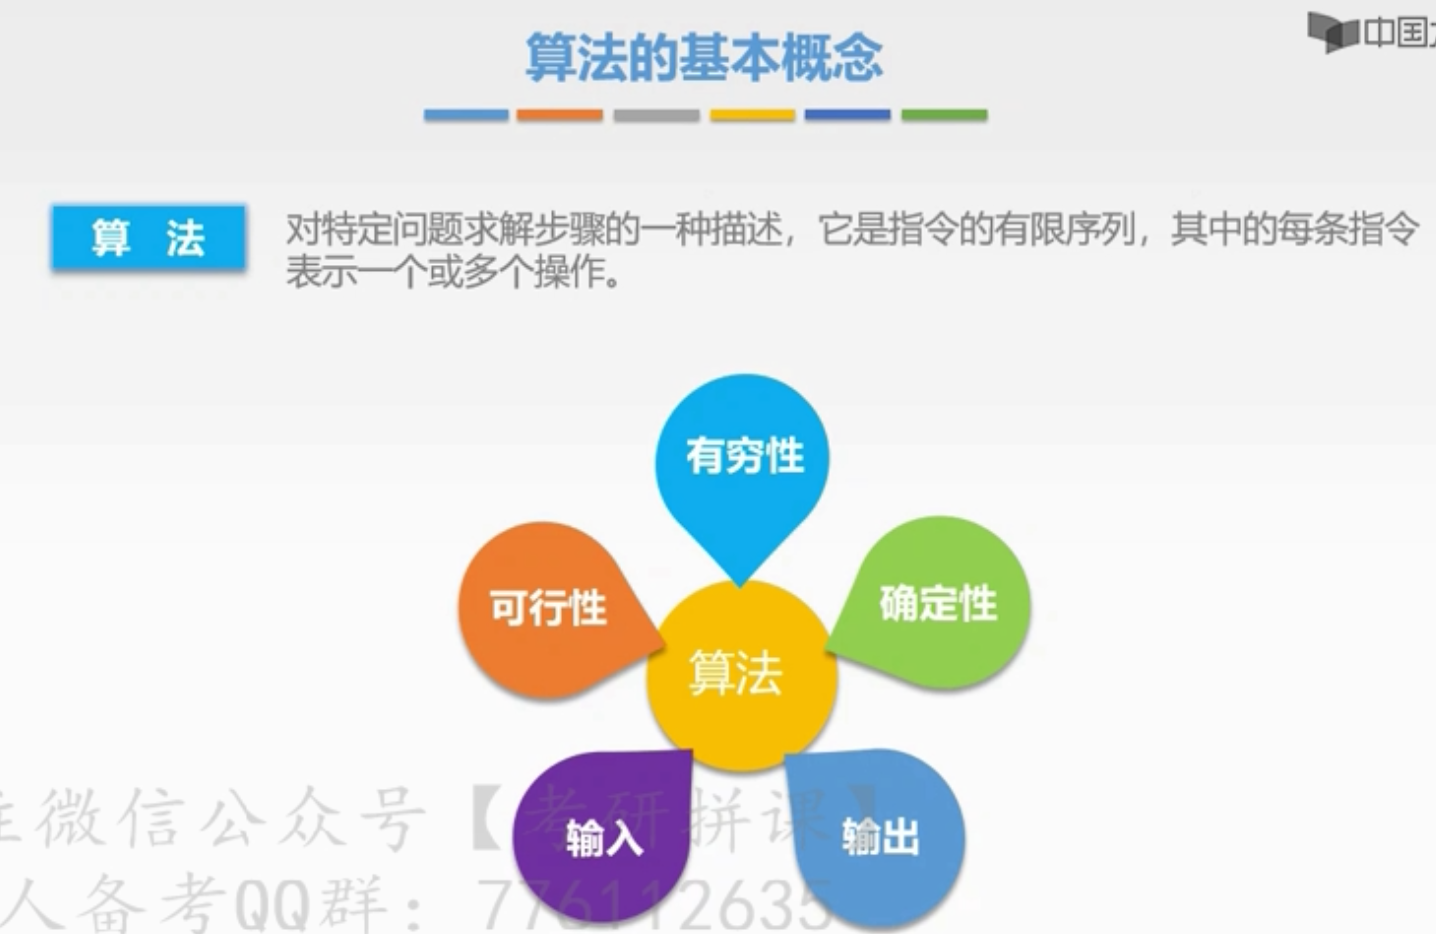 中国
算法的基本概念
算 法
对特定问题求解步骤的一种描述，它是指令的有限序列，其中的每条指令
表示一个或多个操作。
有穷性
可行性
确定性
算法
输入
输出
微信公众号【考研拼课】
人备考QQ群：776112635